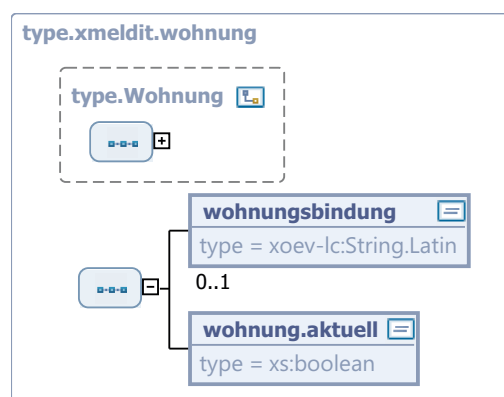 type.xmeldit.wohnung
type.Wohnung
wohnungsbindung
type = xoev-lc:String.Latin
0..1
wohnung.aktuell
type = xs:boolean